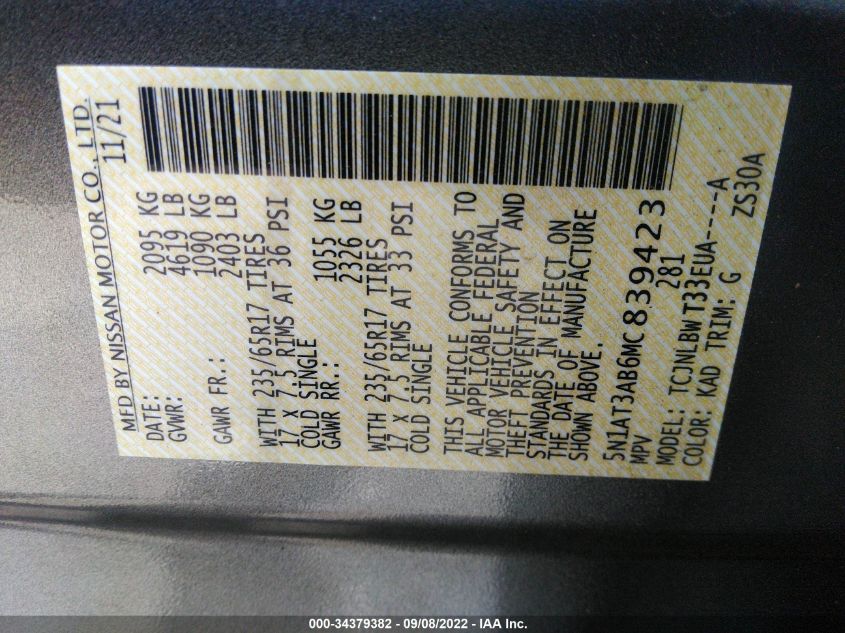 MFD BY NISSAN MOTOR CO., LTD.
DATE: 11/21
GVWR: 2095 KG
4619 LB
GAWR FR.: 1090 KG
2403 LB
WITH 235/65R17 TIRES
17 X 7.5 RIMS AT 36 PSI
COLD SINGLE
GAWR RR.: 1055 KG
2326 LB
WITH 235/65R17 TIRES
17 X 7.5 RIMS AT 33 PSI
COLD SINGLE
THIS VEHICLE CONFORMS TO
ALL APPLICABLE FEDERAL
MOTOR VEHICLE SAFETY AND
THEFT PREVENTION
STANDARDS IN EFFECT ON
THE DATE OF MANUFACTURE
SHOWN ABOVE.
5N1AT3AB6MC839423
MPV 281
MODEL: TCJNLBWT33EUA-----A
COLOR: KAD TRIM: G ZS30A
000-34379382 - 09/08/2022 - IAA Inc.